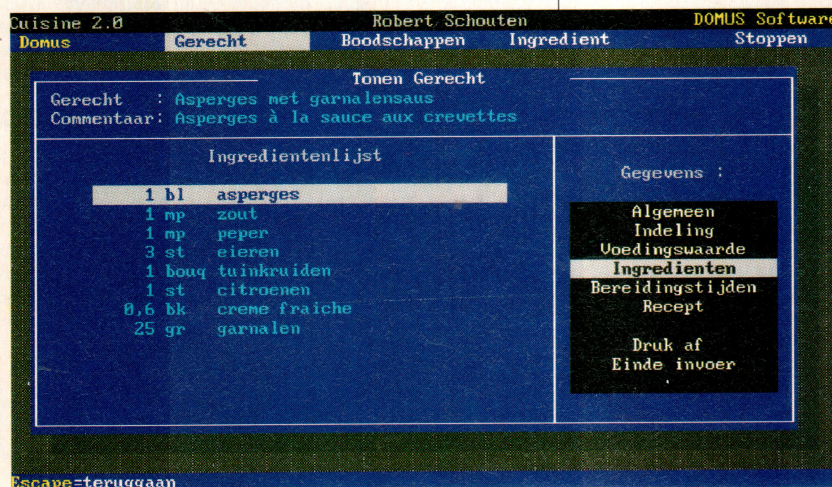 Cuisine 2.0 Robert Schouten DOMUS Software
Domus Gerecht Boodschappen Ingredient Stoppen
Tonen Gerecht
Gerecht : Asperges met garnalensaus
Commentaar: Asperges à la sauce aux crevettes
Ingredientenlijst
1 bl asperges
1 mp zout
1 mp peper
3 st eieren
1 bouq tuinkruiden
1 st citroenen
0,6 bk creme fraiche
25 gr garnalen
Gegevens :
Algemeen
Indeling
Voedingswaarde
Ingredienten
Bereidingstijden
Recept
Druk af
Einde invoer
Escape=teruggaan